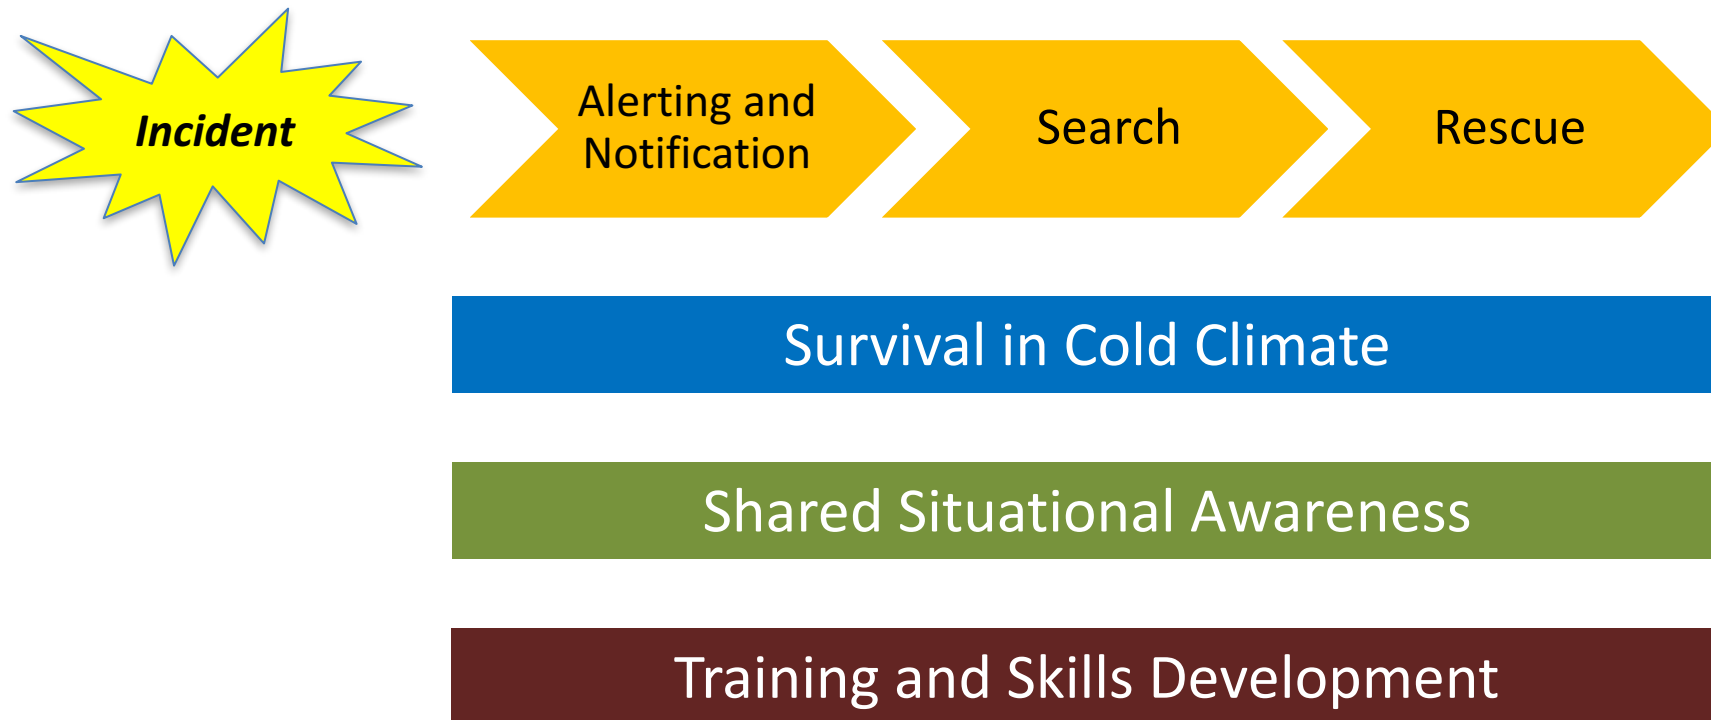 Incident
Alerting and
Notification
Search
Rescue
Survival in Cold Climate
Shared Situational Awareness
Training and Skills Development